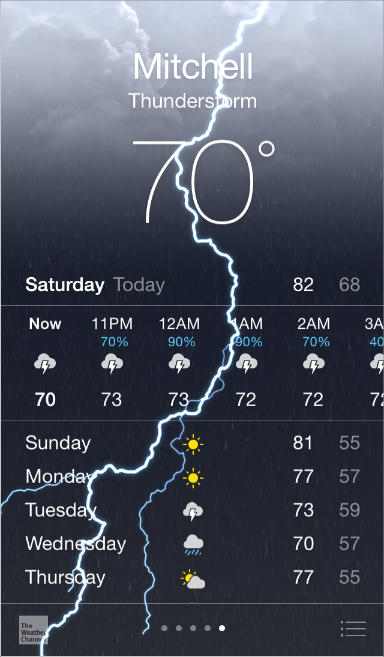 Mitchell
Thunderstorm
70°
Saturday Today 82 68
Now 11PM 12AM 1AM 2AM
70% 90% 90% 70% 40
70 73 73 72 72
Sunday 81 55
Monday 77 57
Tuesday 73 59
Wednesday 70 57
Thursday 77 55
The
Weather
Channel